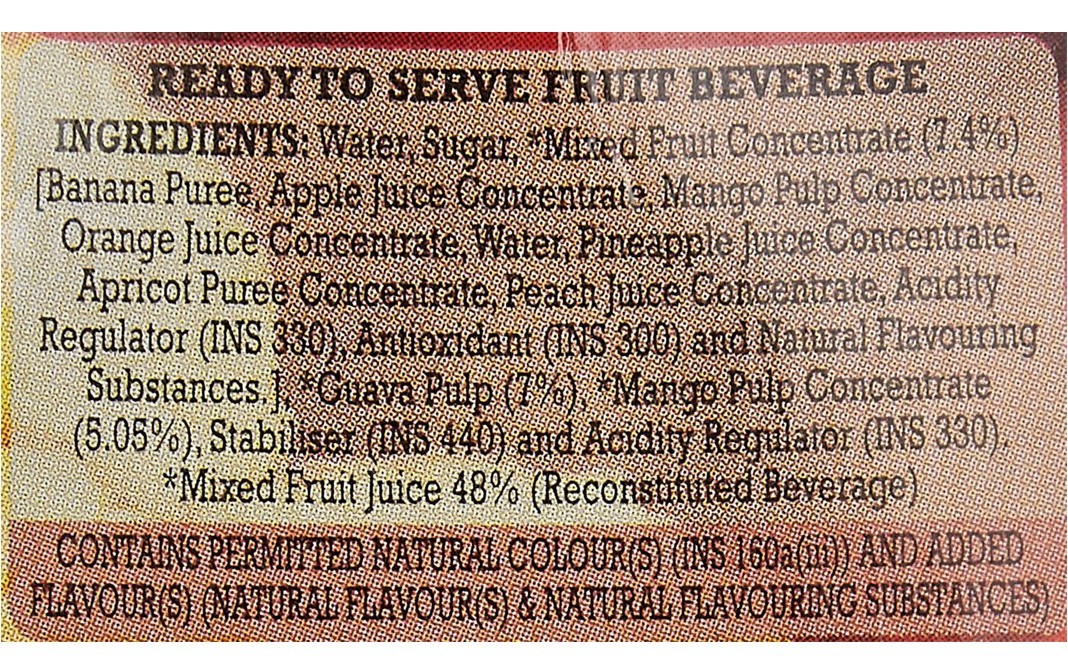 READY TO SERVE FRUIT BEVERAGE
INGREDIENTS: Water, Sugar, *Mixed Fruit Concentrate (7.4%)
[Banana Puree, Apple Juice Concentrate, Mango Pulp Concentrate,
Orange Juice Concentrate, Water, Pineapple Juice Concentrate,
Apricot Puree Concentrate, Peach Juice Concentrate, Acidity
Regulator (INS 330), Antioxidant (INS 300) and Natural Flavouring
Substances.], *Guava Pulp (7%), *Mango Pulp Concentrate
(5.05%), Stabiliser (INS 440) and Acidity Regulator (INS 330).
*Mixed Fruit Juice 48% (Reconstituted Beverage)
CONTAINS PERMITTED NATURAL COLOUR(S) (INS 160a(iii)) AND ADDED
FLAVOUR(S) (NATURAL FLAVOUR(S) & NATURAL FLAVOURING SUBSTANCES)